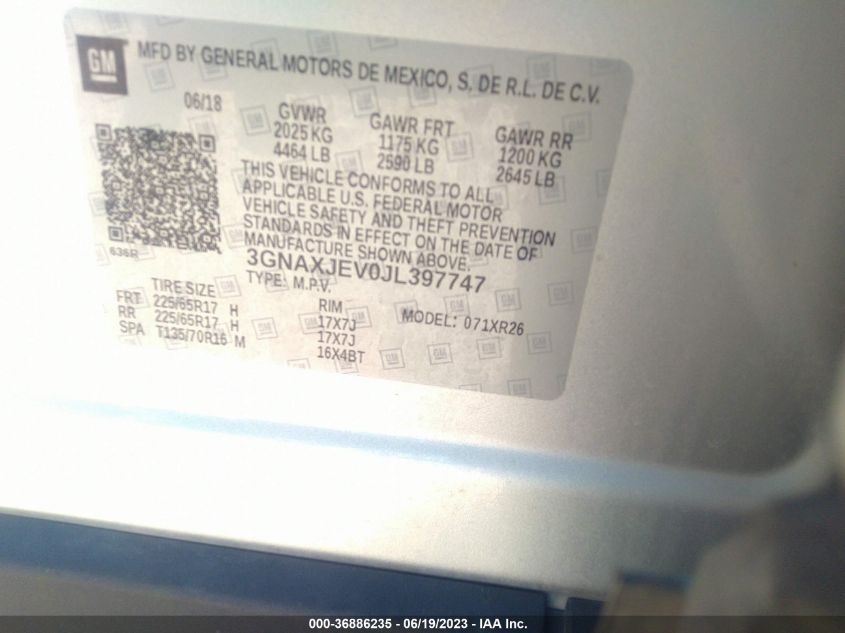 GM
MFD BY GENERAL MOTORS DE MEXICO, S. DE R.L. DE C.V.
06/18 GVWR GAWR FRT GAWR RR
2025 KG 1175 KG 1200 KG
4464 LB 2590 LB 2645 LB
THIS VEHICLE CONFORMS TO ALL
APPLICABLE U.S. FEDERAL MOTOR
VEHICLE SAFETY AND THEFT PREVENTION
STANDARDS IN EFFECT ON THE DATE OF
MANUFACTURE SHOWN ABOVE.
636R
3GNAXJEV0JL397747
TYPE: M.P.V.
TIRE SIZE RIM MODEL: 071XR26
FRT 225/65R17 H 17X7J
RR 225/65R17 H 17X7J
SPA T135/70R16 M 16X4BT
000-36886235 - 06/19/2023 - IAA Inc.